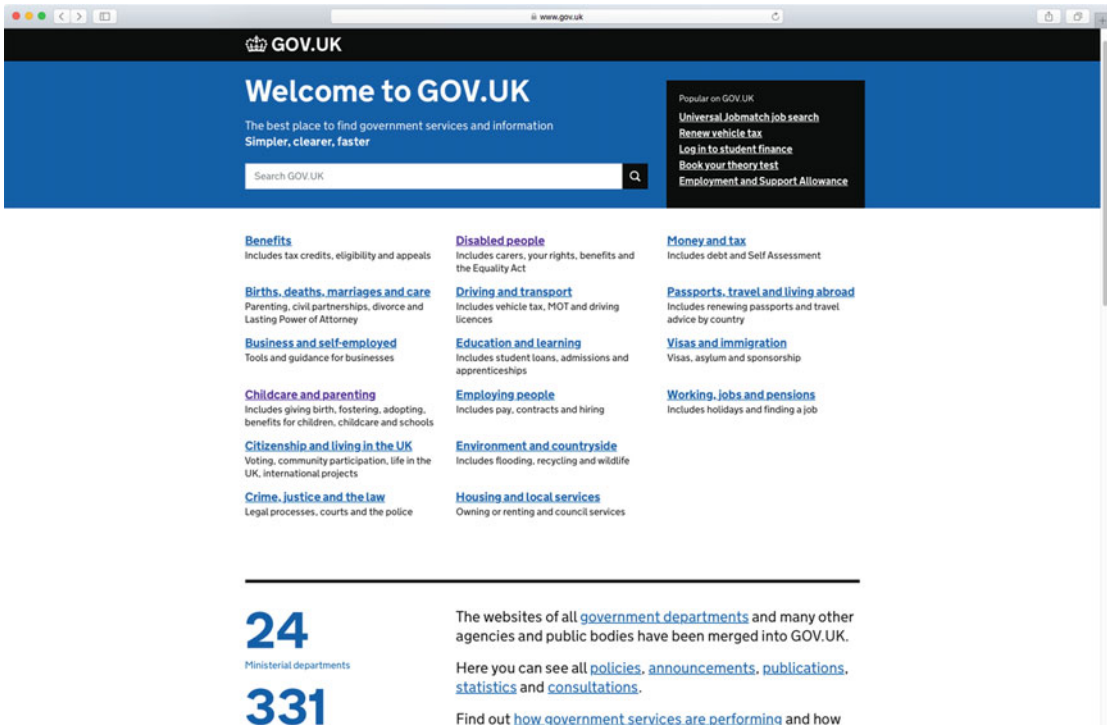 www.gov.uk
GOV.UK
Welcome to GOV.UK
The best place to find government services and information
Simpler, clearer, faster
Search GOV.UK
Popular on GOV.UK
Universal Jobmatch job search
Renew vehicle tax
Log in to student finance
Book your theory test
Employment and Support Allowance
Benefits
Includes tax credits, eligibility and appeals
Births, deaths, marriages and care
Parenting, civil partnerships, divorce and
Lasting Power of Attorney
Business and self-employed
Tools and guidance for businesses
Childcare and parenting
Includes giving birth, fostering, adopting,
benefits for children, childcare and schools
Citizenship and living in the UK
Voting, community participation, life in the
UK, international projects
Crime, justice and the law
Legal processes, courts and the police
Disabled people
Includes carers, your rights, benefits and
the Equality Act
Driving and transport
Includes vehicle tax, MOT and driving
licences
Education and learning
Includes student loans, admissions and
apprenticeships
Employing people
Includes pay, contracts and hiring
Environment and countryside
Includes flooding, recycling and wildlife
Housing and local services
Owning or renting and council services
Money and tax
Includes debt and Self Assessment
Passports, travel and living abroad
Includes renewing passports and travel
advice by country
Visas and immigration
Visas, asylum and sponsorship
Working, jobs and pensions
Includes holidays and finding a job
24
Ministerial departments
331
The websites of all government departments and many other
agencies and public bodies have been merged into GOV.UK.
Here you can see all policies, announcements, publications,
statistics and consultations.
Find out how government services are performing and how